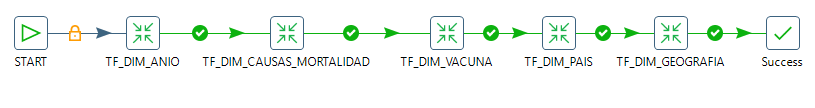 START
TF_DIM_ANIO
TF_DIM_CAUSAS_MORTALIDAD
TF_DIM_VACUNA
TF_DIM_PAIS
TF_DIM_GEOGRAFIA
Success